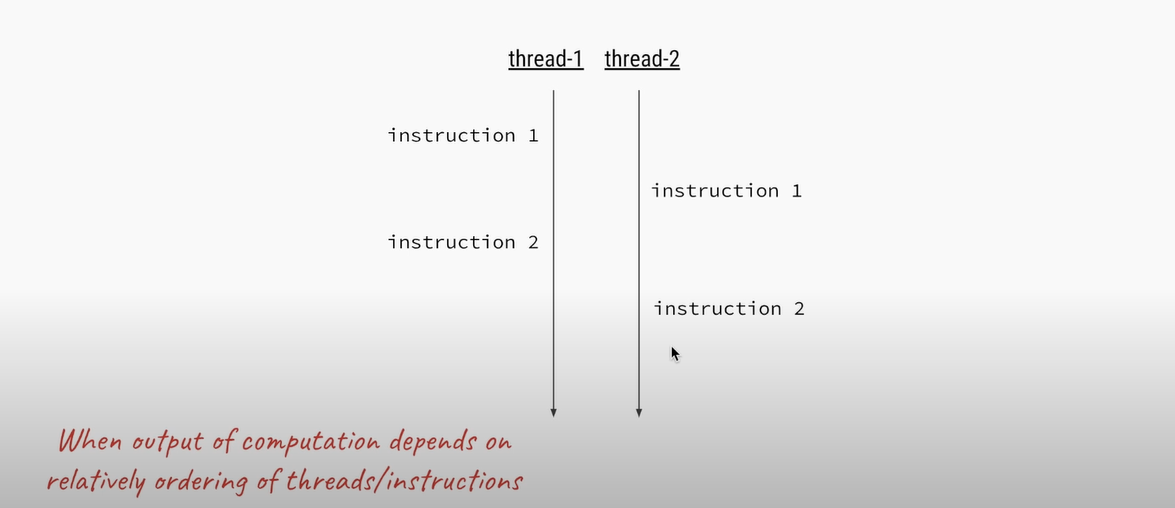 thread-1 thread-2
instruction 1
instruction 1
instruction 2
instruction 2
When output of computation depends on
relatively ordering of threads/instructions